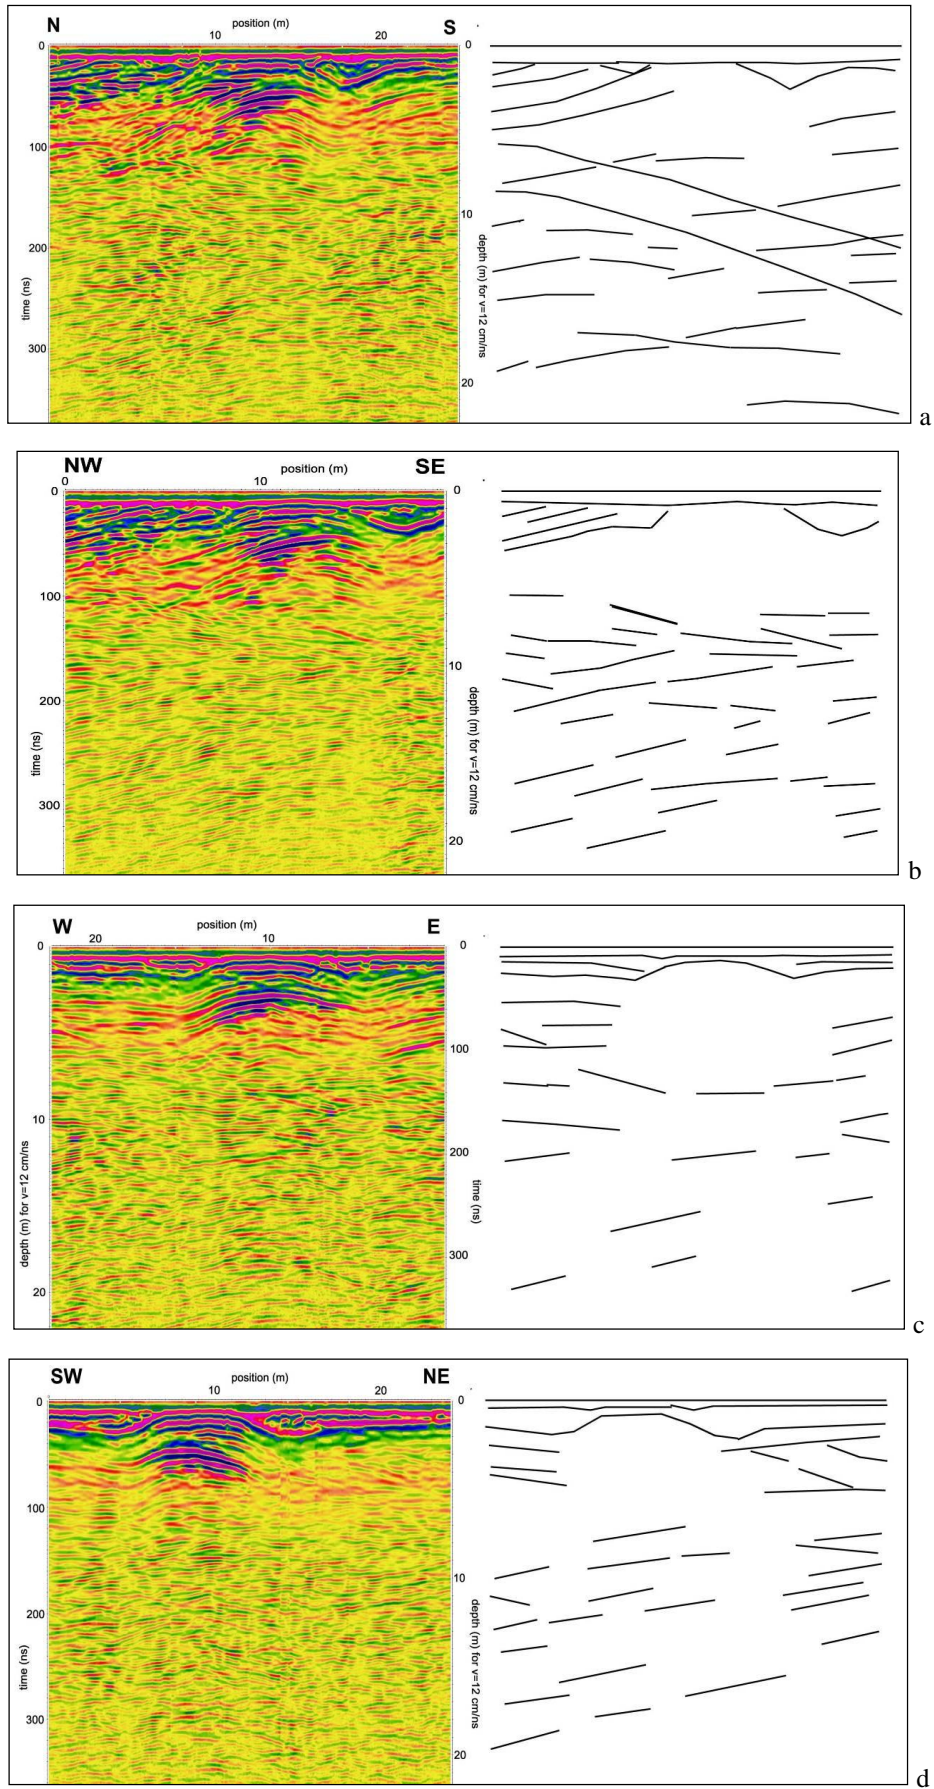 N position (m) S
10 20
0 0
100
200 10
300 20
time (ns)
depth (m) for v=12 cm/ns
a
NW position (m) SE
0 10
0 0
100
10
200
300
20
time (ns)
depth (m) for v=12 cm/ns
b
W position (m) E
20 10
0 0
100
10
200
300
20
depth (m) for v=12 cm/ns
time (ns)
c
SW position (m) NE
10 20
0 0
100
10
200
300
20
time (ns)
depth (m) for v=12 cm/ns
d